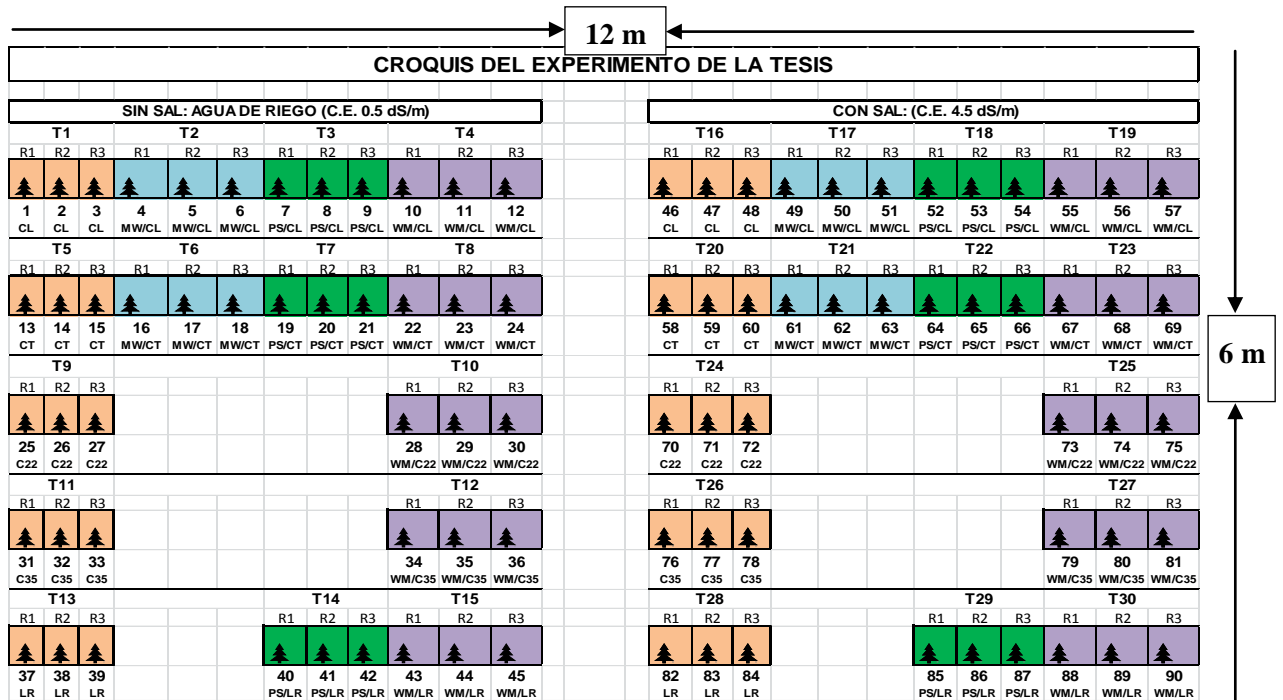 12 m
CROQUIS DEL EXPERIMENTO DE LA TESIS
SIN SAL: AGUA DE RIEGO (C.E. 0.5 dS/m) CON SAL: (C.E. 4.5 dS/m)
T1 T2 T3 T4 T16 T17 T18 T19
R1 R2 R3 R1 R2 R3 R1 R2 R3 R1 R2 R3 R1 R2 R3 R1 R2 R3 R1 R2 R3 R1 R2 R3
1 2 3 4 5 6 7 8 9 10 11 12 46 47 48 49 50 51 52 53 54 55 56 57
CL CL CL MW/CL MW/CL MW/CL PS/CL PS/CL PS/CL WM/CL WM/CL WM/CL CL CL CL MW/CL MW/CL MW/CL PS/CL PS/CL PS/CL WM/CL WM/CL WM/CL
T5 T6 T7 T8 T20 T21 T22 T23
R1 R2 R3 R1 R2 R3 R1 R2 R3 R1 R2 R3 R1 R2 R3 R1 R2 R3 R1 R2 R3 R1 R2 R3
13 14 15 16 17 18 19 20 21 22 23 24 58 59 60 61 62 63 64 65 66 67 68 69
CT CT CT MW/CT MW/CT MW/CT PS/CT PS/CT PS/CT WM/CT WM/CT WM/CT CT CT CT MW/CT MW/CT MW/CT PS/CT PS/CT PS/CT WM/CT WM/CT WM/CT
6 m
T9 T10 T24 T25
R1 R2 R3 R1 R2 R3 R1 R2 R3 R1 R2 R3
25 26 27 28 29 30 70 71 72 73 74 75
C22 C22 C22 WM/C22 WM/C22 WM/C22 C22 C22 C22 WM/C22 WM/C22 WM/C22
T11 T12 T26 T27
R1 R2 R3 R1 R2 R3 R1 R2 R3 R1 R2 R3
31 32 33 34 35 36 76 77 78 79 80 81
C35 C35 C35 WM/C35 WM/C35 WM/C35 C35 C35 C35 WM/C35 WM/C35 WM/C35
T13 T14 T15 T28 T29 T30
R1 R2 R3 R1 R2 R3 R1 R2 R3 R1 R2 R3 R1 R2 R3 R1 R2 R3
37 38 39 40 41 42 43 44 45 82 83 84 85 86 87 88 89 90
LR LR LR PS/LR PS/LR PS/LR WM/LR WM/LR WM/LR LR LR LR PS/LR PS/LR PS/LR WM/LR WM/LR WM/LR